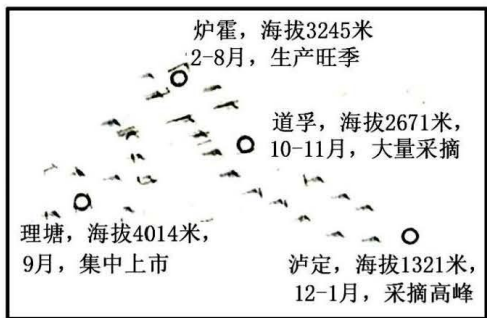 炉霍，海拔3245米
2-8月，生产旺季
道孚，海拔2671米，
10-11月，大量采摘
理塘，海拔4014米，
9月，集中上市
泸定，海拔1321米，
12-1月，采摘高峰